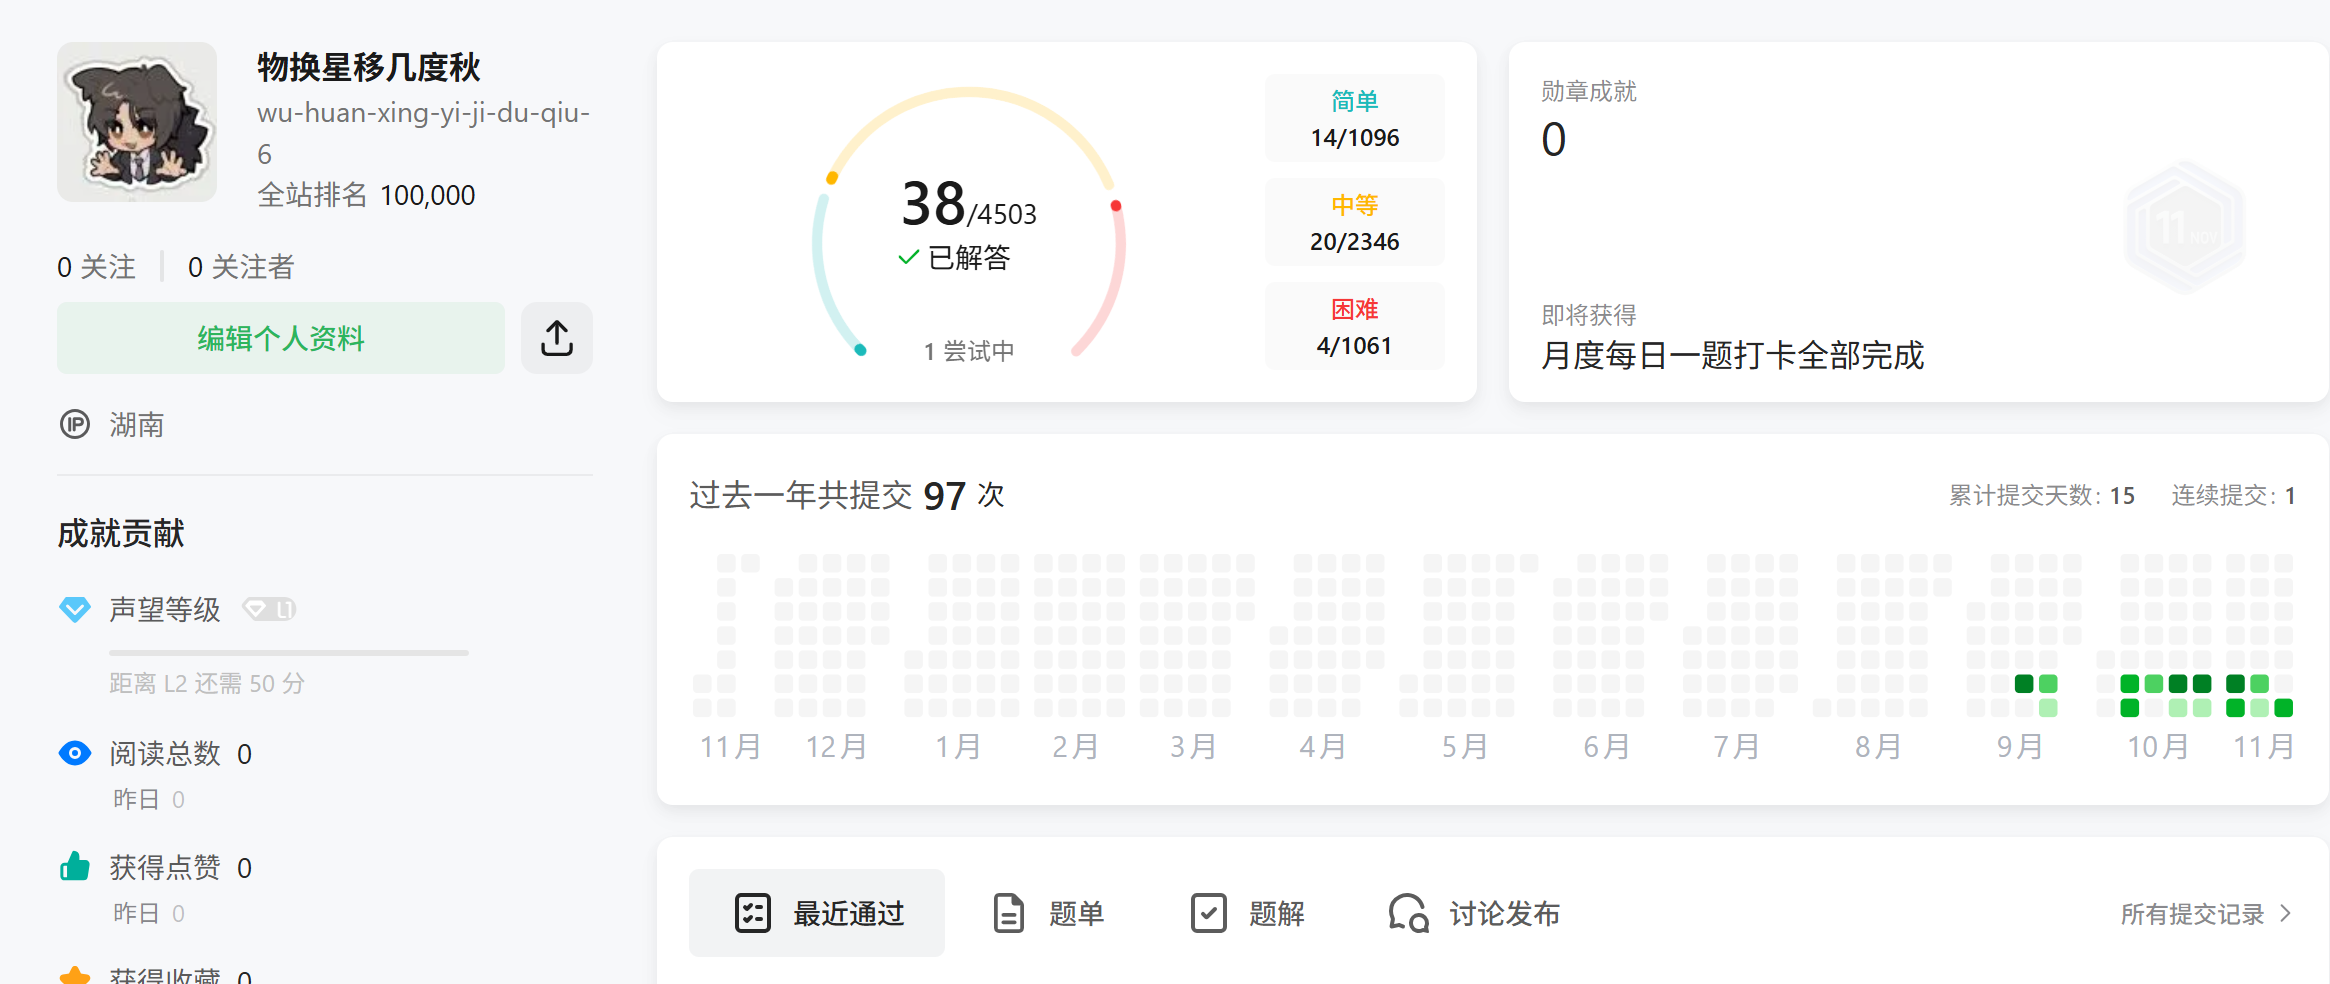 物换星移几度秋
wu-huan-xing-yi-ji-du-qiu-
6
全站排名 100,000
0 关注 0 关注者
编辑个人资料
IP 湖南
成就贡献
声望等级 L1
距离 L2 还需 50 分
阅读总数 0
昨日 0
获得点赞 0
昨日 0
获得收藏 0
38/4503
已解答
1 尝试中
简单
14/1096
中等
20/2346
困难
4/1061
勋章成就
0
11 NOV
即将获得
月度每日一题打卡全部完成
过去一年共提交 97 次
累计提交天数: 15 连续提交: 1
11月 12月 1月 2月 3月 4月 5月 6月 7月 8月 9月 10月 11月
最近通过 题单 题解 讨论发布 所有提交记录